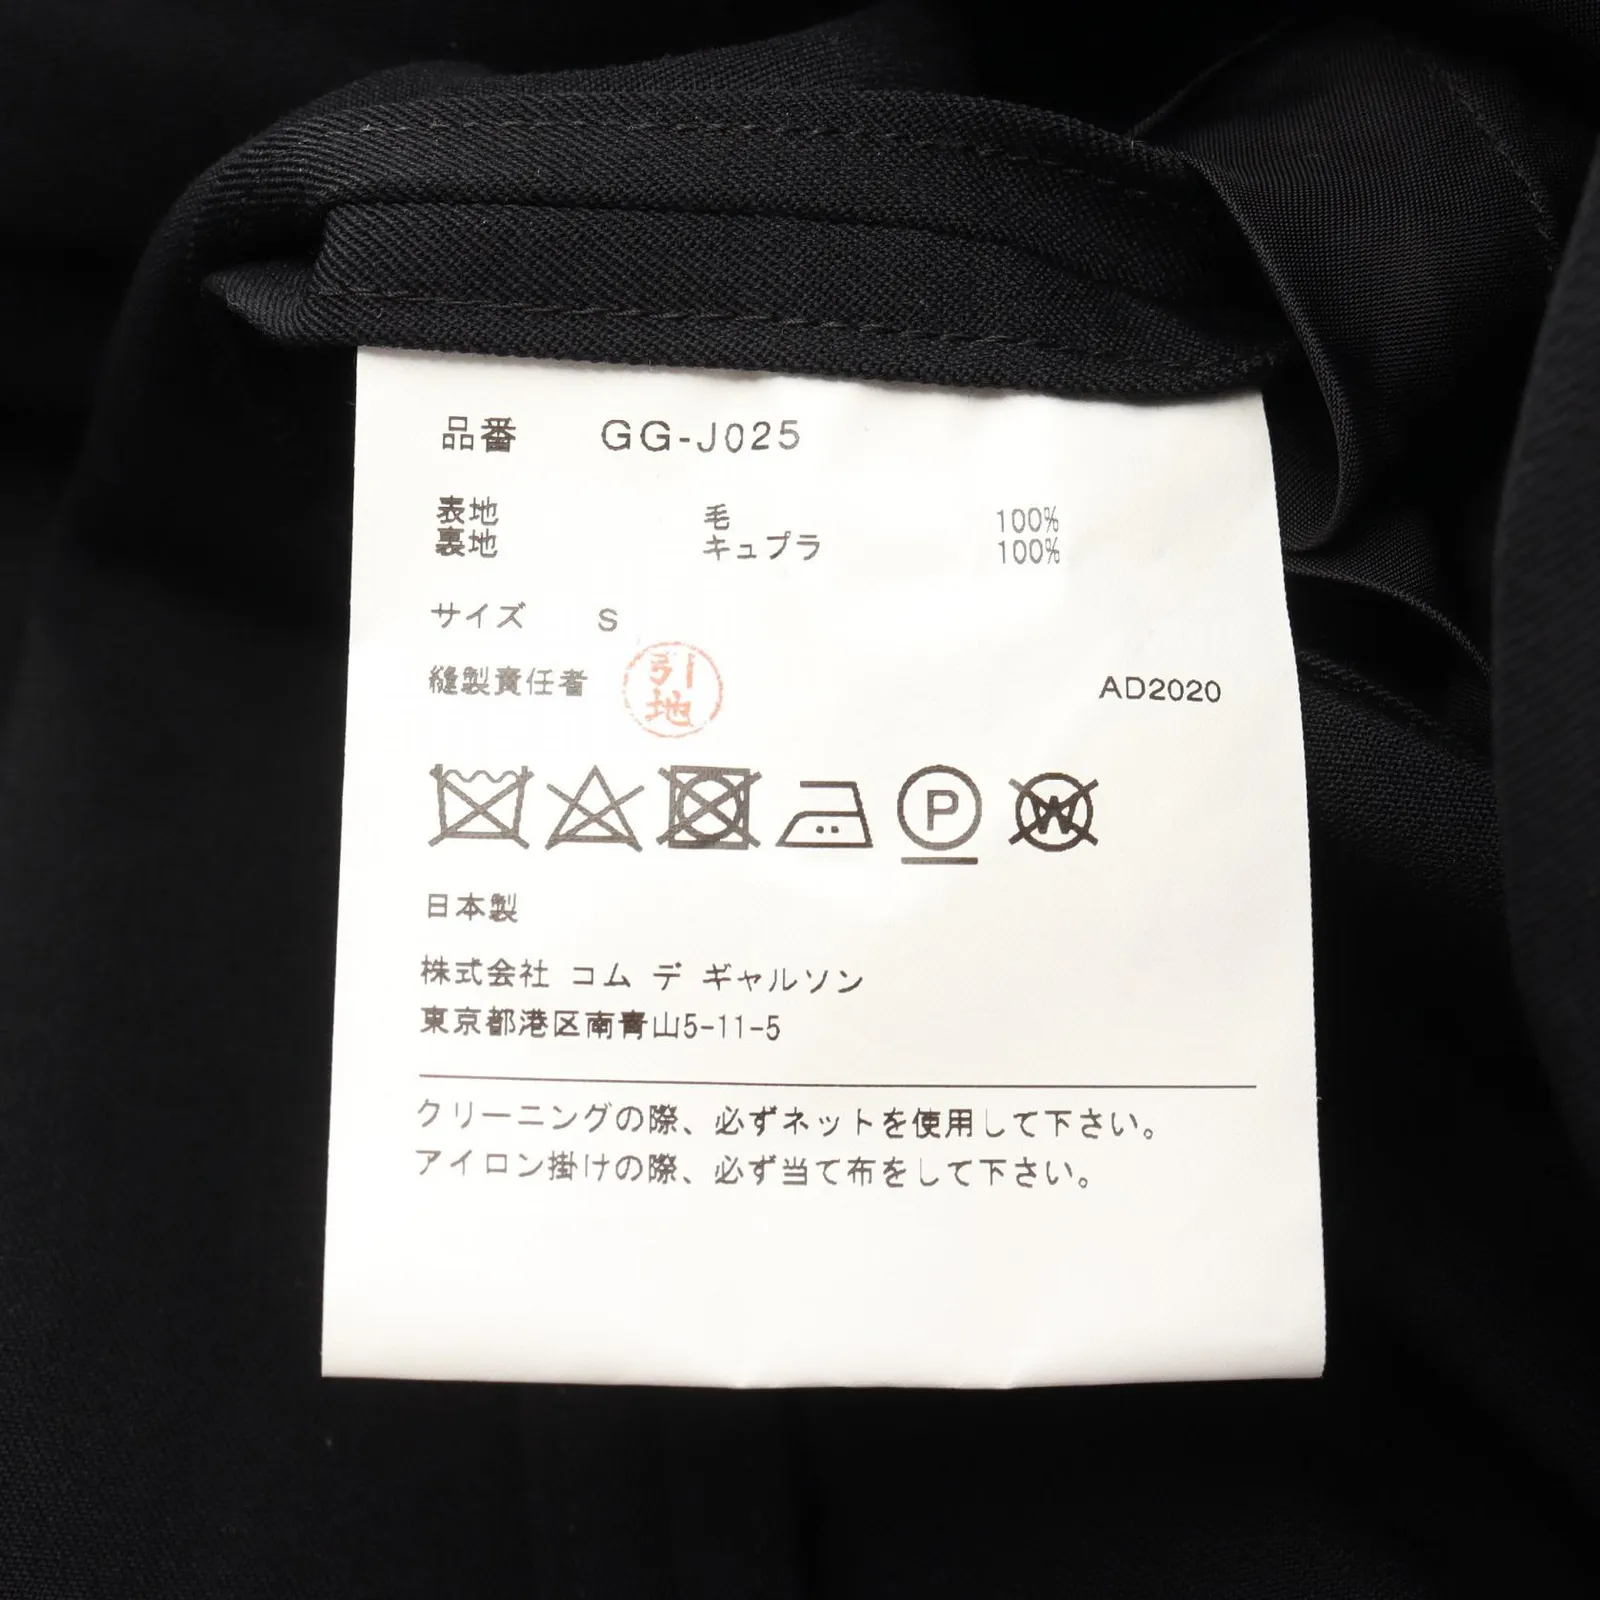 品番 GG-J025
表地 毛 100%
裏地 キュプラ 100%
サイズ S
縫製責任者 引地 AD2020
P W
日本製
株式会社 コム デ ギャルソン
東京都港区南青山5-11-5
クリーニングの際、必ずネットを使用して下さい。
アイロン掛けの際、必ず当て布をして下さい。